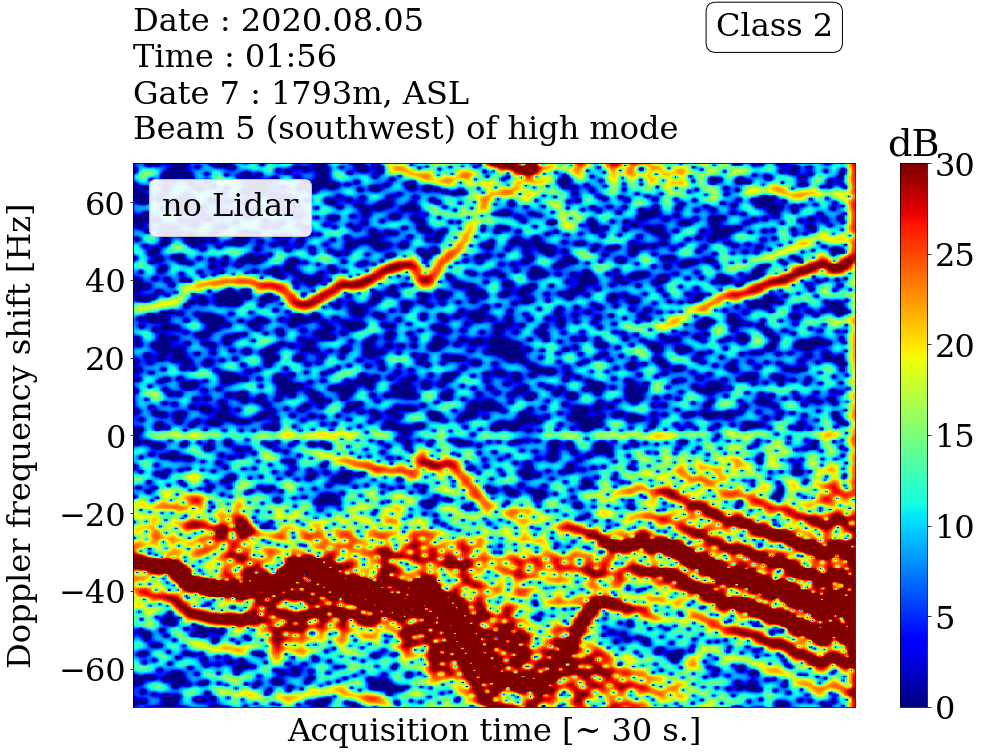 Date : 2020.08.05
Time : 01:56
Gate 7 : 1793m, ASL
Beam 5 (southwest) of high mode
Class 2
dB
no Lidar
Doppler frequency shift [Hz]
60
40
20
0
−20
−40
−60
Acquisition time [~ 30 s.]
30
25
20
15
10
5
0